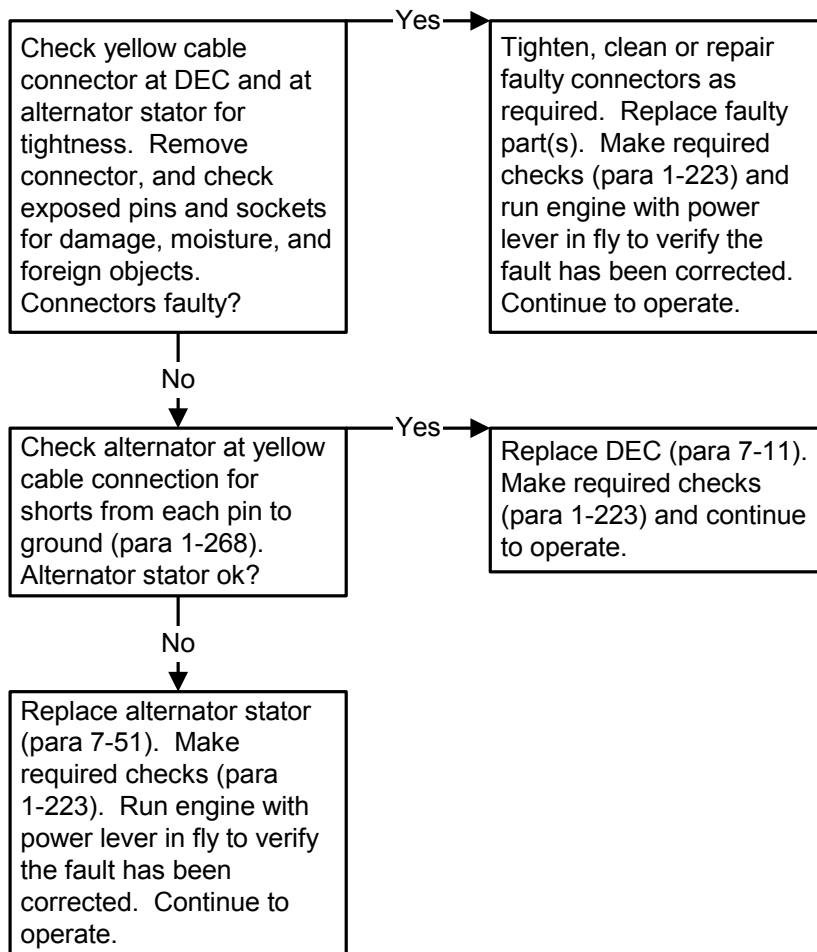 Check yellow cable
connector at DEC and at
alternator stator for
tightness.  Remove
connector, and check
exposed pins and sockets
for damage, moisture, and
foreign objects.
Connectors faulty?
Yes
Tighten, clean or repair
faulty connectors as
required.  Replace faulty
part(s).  Make required
checks (para 1-223) and
run engine with power
lever in fly to verify the
fault has been corrected.
Continue to operate.
No
Check alternator at yellow
cable connection for
shorts from each pin to
ground (para 1-268).
Alternator stator ok?
Yes
Replace DEC (para 7-11).
Make required checks
(para 1-223) and continue
to operate.
No
Replace alternator stator
(para 7-51).  Make
required checks (para
1-223).  Run engine with
power lever in fly to verify
the fault has been
corrected.  Continue to
operate.